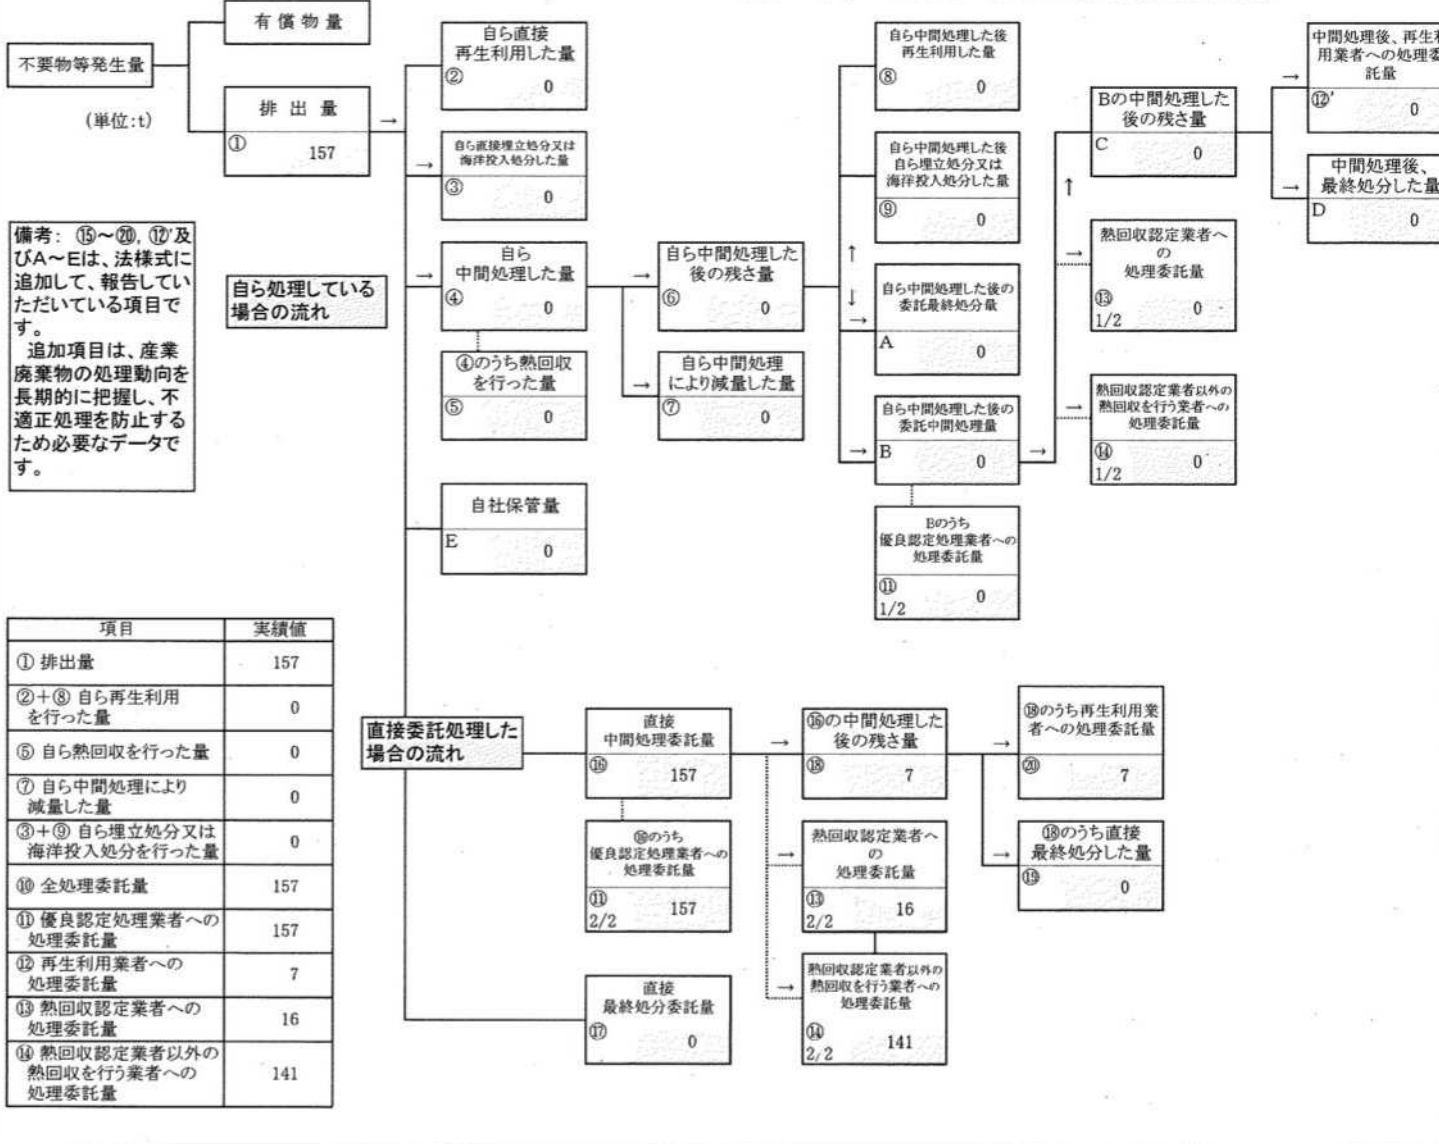 不要物等発生量
(単位:t)
有償物量
排出量
①
157
→
備考: ⑮～⑳, ⑫'及
びA～Eは、法様式に
追加して、報告してい
ただいている項目で
す。
追加項目は、産業
廃棄物の処理動向を
長期的に把握し、不
適正処理を防止する
ため必要なデータで
す。
自ら処理している
場合の流れ
自ら直接
再生利用した量
②
0
→
自ら直接埋立処分又は
海洋投入処分した量
③
0
→
自ら
中間処理した量
④
0
④のうち熱回収
を行った量
⑤
0
→
自ら中間処理した
後の残さ量
⑥
0
→
自ら中間処理
により減量した量
⑦
0
自ら中間処理した後
再生利用した量
⑧
0
自ら中間処理した後
自ら埋立処分又は
海洋投入処分した量
⑨
0
↑
↓
→
自ら中間処理した後の
委託最終処分量
A
0
→
自ら中間処理した後の
委託中間処理量
B
0
→
Bのうち
優良認定処理業者への
処理委託量
⑪
1/2
0
↑
Bの中間処理した
後の残さ量
C
0
→
熱回収認定業者へ
の
処理委託量
⑬
1/2
0
→
熱回収認定業者以外の
熱回収を行う業者への
処理委託量
⑭
1/2
0
→
中間処理後、再生利
用業者への処理委
託量
⑫'
0
→
中間処理後、
最終処分した量
D
0
自社保管量
E
0
項目 実績値
① 排出量 157
②+⑧ 自ら再生利用
を行った量 0
⑤ 自ら熱回収を行った量 0
⑦ 自ら中間処理により
減量した量 0
③+⑨ 自ら埋立処分又は
海洋投入処分を行った量 0
⑩ 全処理委託量 157
⑪ 優良認定処理業者への
処理委託量 157
⑫ 再生利用業者への
処理委託量 7
⑬ 熱回収認定業者への
処理委託量 16
⑭ 熱回収認定業者以外の
熱回収を行う業者への
処理委託量 141
直接委託処理した
場合の流れ
直接
中間処理委託量
⑯
157
⑯のうち
優良認定処理業者への
処理委託量
⑪
2/2
157
直接
最終処分委託量
⑰
0
→
⑯の中間処理した
後の残さ量
⑱
7
→
熱回収認定業者へ
の
処理委託量
⑬
2/2
16
→
熱回収認定業者以外の
熱回収を行う業者への
処理委託量
⑭
2/2
141
→
⑱のうち再生利用業
者への処理委託量
⑳
7
→
⑱のうち直接
最終処分した量
⑲
0